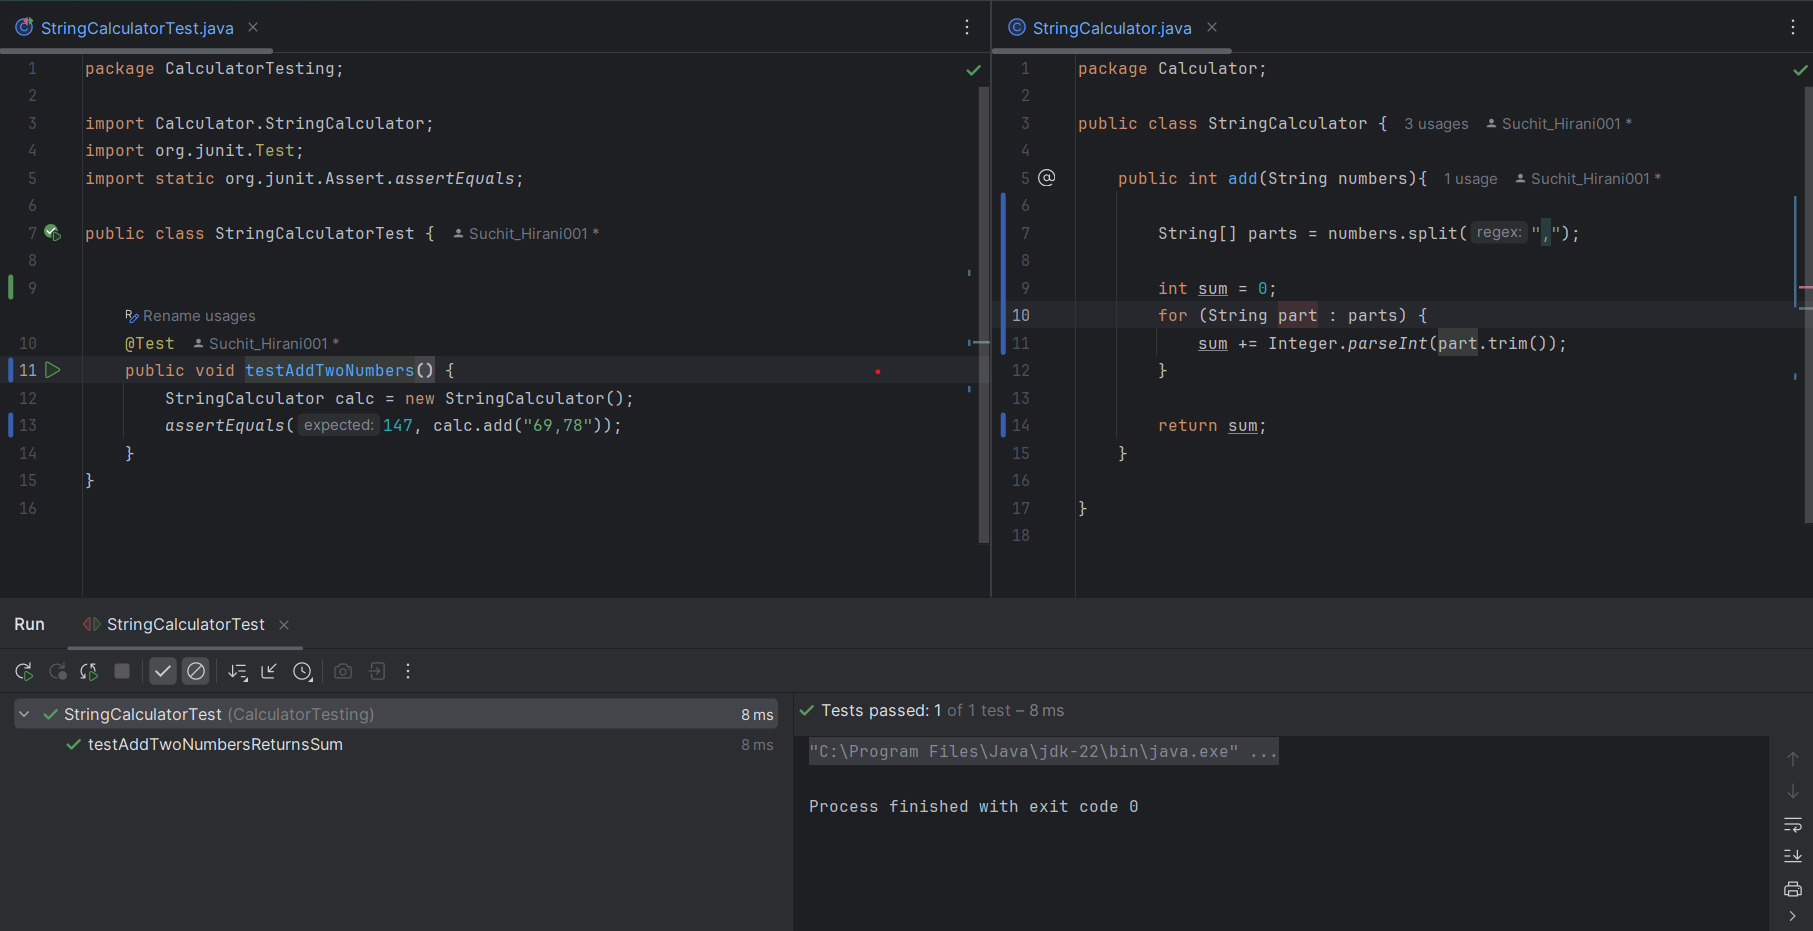 StringCalculatorTest.java
1 package CalculatorTesting;
2
3 import Calculator.StringCalculator;
4 import org.junit.Test;
5 import static org.junit.Assert.assertEquals;
6
7 public class StringCalculatorTest { Suchit_Hirani001 *
8
9
Rename usages
10 @Test Suchit_Hirani001 *
11 public void testAddTwoNumbers() {
12 StringCalculator calc = new StringCalculator();
13 assertEquals( expected: 147, calc.add("69,78"));
14 }
15 }
16
StringCalculator.java
1 package Calculator;
2
3 public class StringCalculator { 3 usages Suchit_Hirani001 *
4
5 @ public int add(String numbers){ 1 usage Suchit_Hirani001 *
6
7 String[] parts = numbers.split( regex: ",");
8
9 int sum = 0;
10 for (String part : parts) {
11 sum += Integer.parseInt(part.trim());
12 }
13
14 return sum;
15 }
16
17 }
18
Run StringCalculatorTest
StringCalculatorTest (CalculatorTesting) 8 ms
testAddTwoNumbersReturnsSum 8 ms
Tests passed: 1 of 1 test – 8 ms
"C:\Program Files\Java\jdk-22\bin\java.exe" ...
Process finished with exit code 0